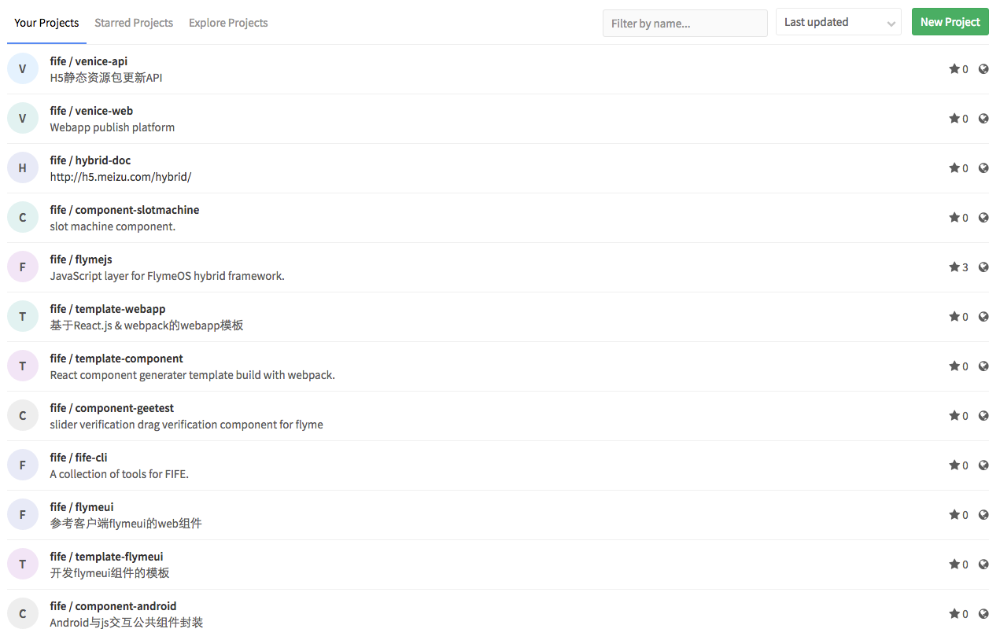 Your Projects Starred Projects Explore Projects Filter by name... Last updated New Project
V fife / venice-api
H5静态资源包更新API
0
V fife / venice-web
Webapp publish platform
0
H fife / hybrid-doc
http://h5.meizu.com/hybrid/
0
C fife / component-slotmachine
slot machine component.
0
F fife / flymejs
JavaScript layer for FlymeOS hybrid framework.
3
T fife / template-webapp
基于React.js & webpack的webapp模板
0
T fife / template-component
React component generater template build with webpack.
0
C fife / component-geetest
slider verification drag verification component for flyme
0
F fife / fife-cli
A collection of tools for FIFE.
0
F fife / flymeui
参考客户端flymeui的web组件
0
T fife / template-flymeui
开发flymeui组件的模板
0
C fife / component-android
Android与js交互公共组件封装
0